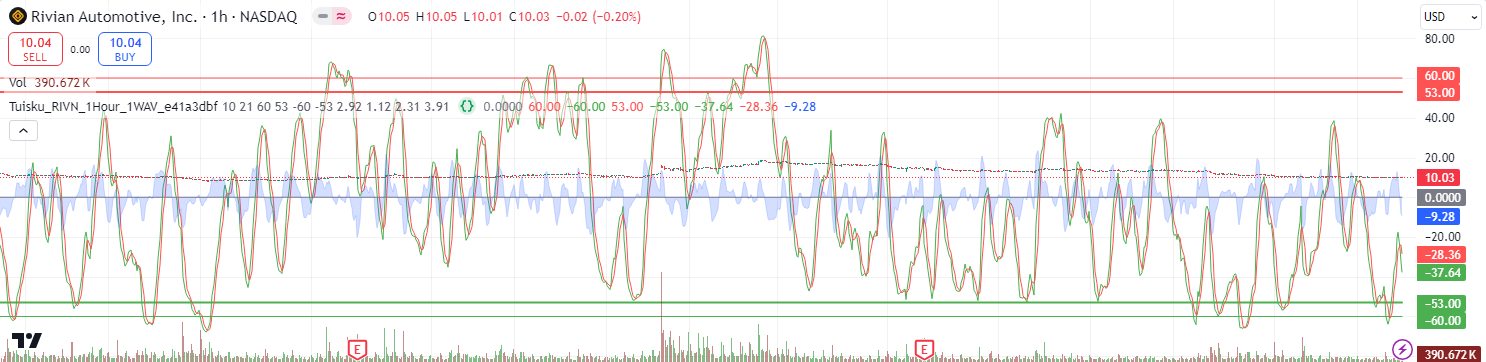 Rivian Automotive, Inc. · 1h · NASDAQ O10.05 H10.05 L10.01 C10.03 −0.02 (−0.20%)
USD
10.04 SELL
0.00
10.04 BUY
Vol 390.672 K
Tuisku_RIVN_1Hour_1WAV_e41a3dbf 10 21 60 53 -60 -53 2.92 1.12 2.31 3.91 0.0000 60.00 −60.00 53.00 −53.00 −37.64 −28.36 −9.28
80.00
60.00
53.00
40.00
20.00
10.03
0.0000
−9.28
−20.00
−28.36
−37.64
−53.00
−60.00
390.672 K
E
E